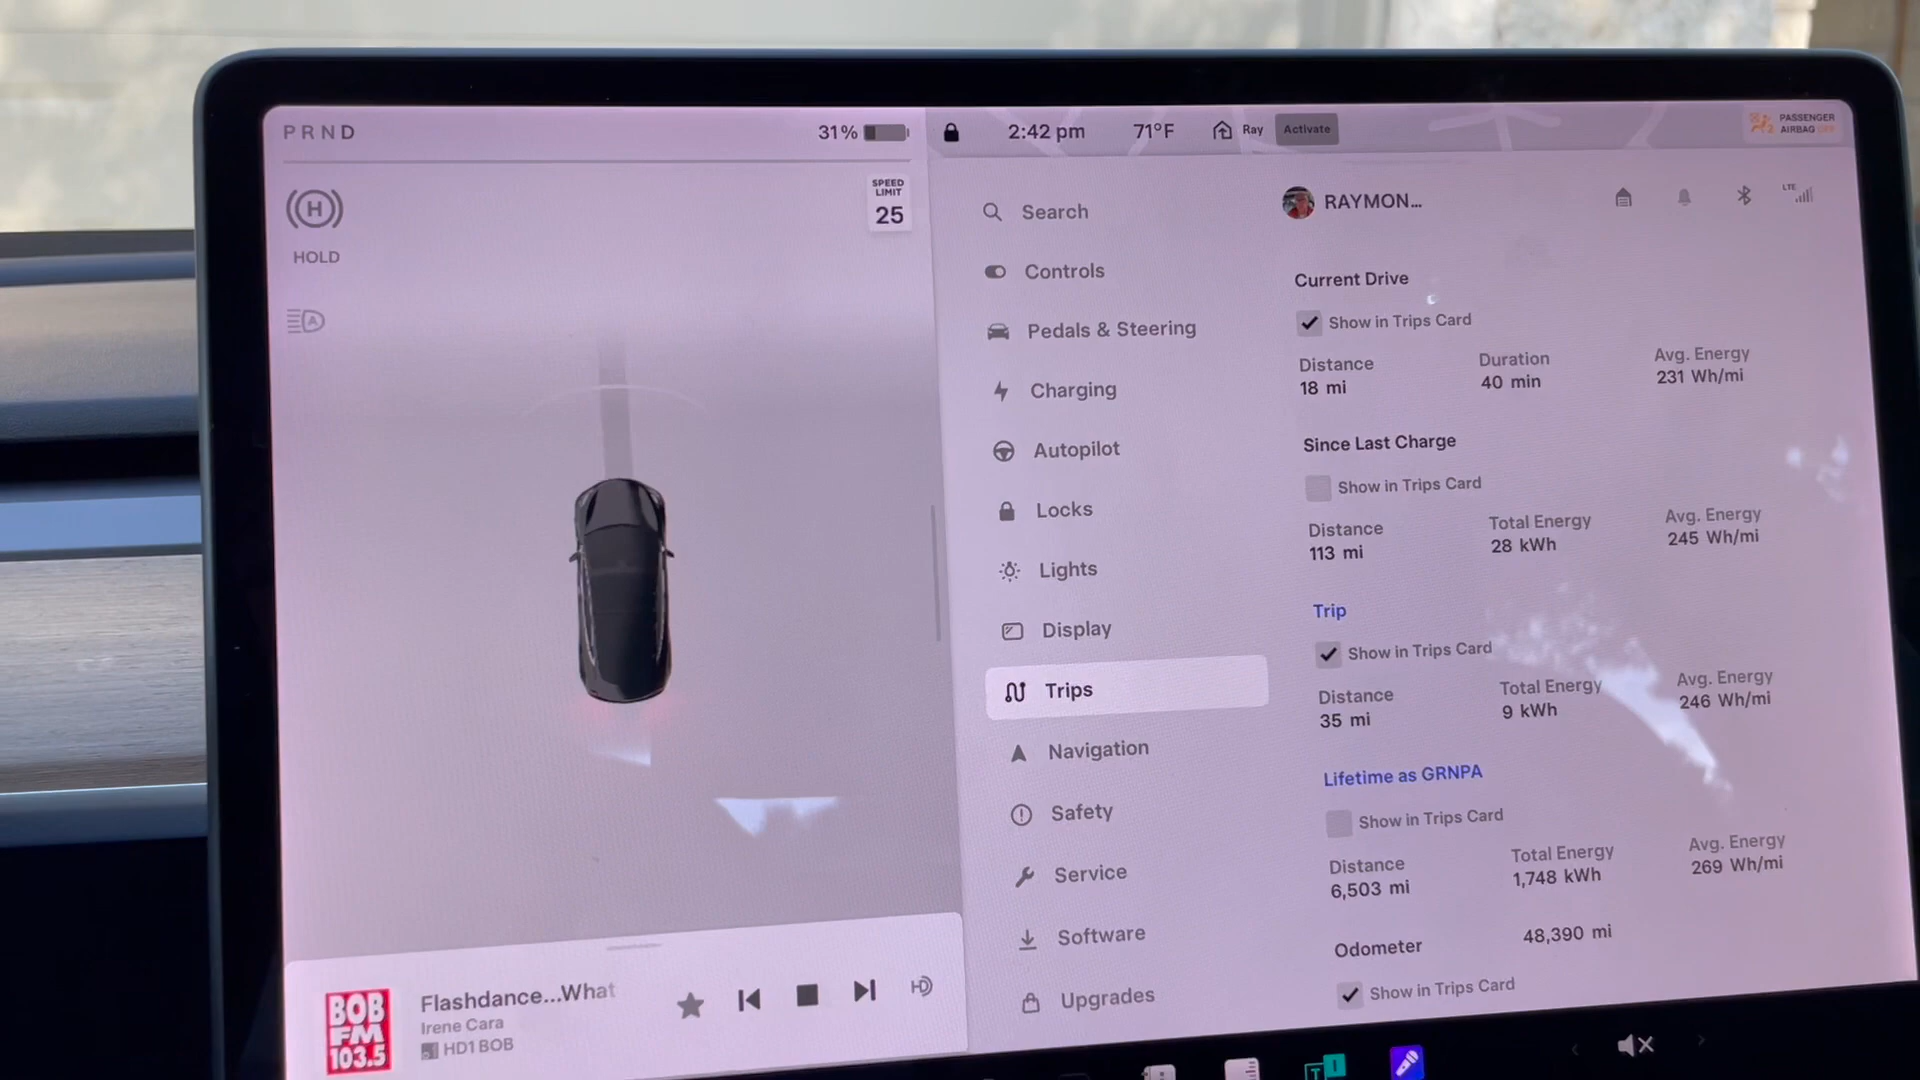 P R N D
31%
HOLD
H
A
SPEED
LIMIT
25
2:42 pm
71°F
Ray
Activate
PASSENGER
AIRBAG OFF
Search
Controls
Pedals & Steering
Charging
Autopilot
Locks
Lights
Display
Trips
Navigation
Safety
Service
Software
Upgrades
RAYMON...
LTE
Current Drive
Show in Trips Card
Distance Duration Avg. Energy
18 mi 40 min 231 Wh/mi
Since Last Charge
Show in Trips Card
Distance Total Energy Avg. Energy
113 mi 28 kWh 245 Wh/mi
Trip
Show in Trips Card
Distance Total Energy Avg. Energy
35 mi 9 kWh 246 Wh/mi
Lifetime as GRNPA
Show in Trips Card
Distance Total Energy Avg. Energy
6,503 mi 1,748 kWh 269 Wh/mi
Odometer 48,390 mi
Show in Trips Card
BOB
FM
103.5
Flashdance...What
Irene Cara
HD1 BOB
HD
T I